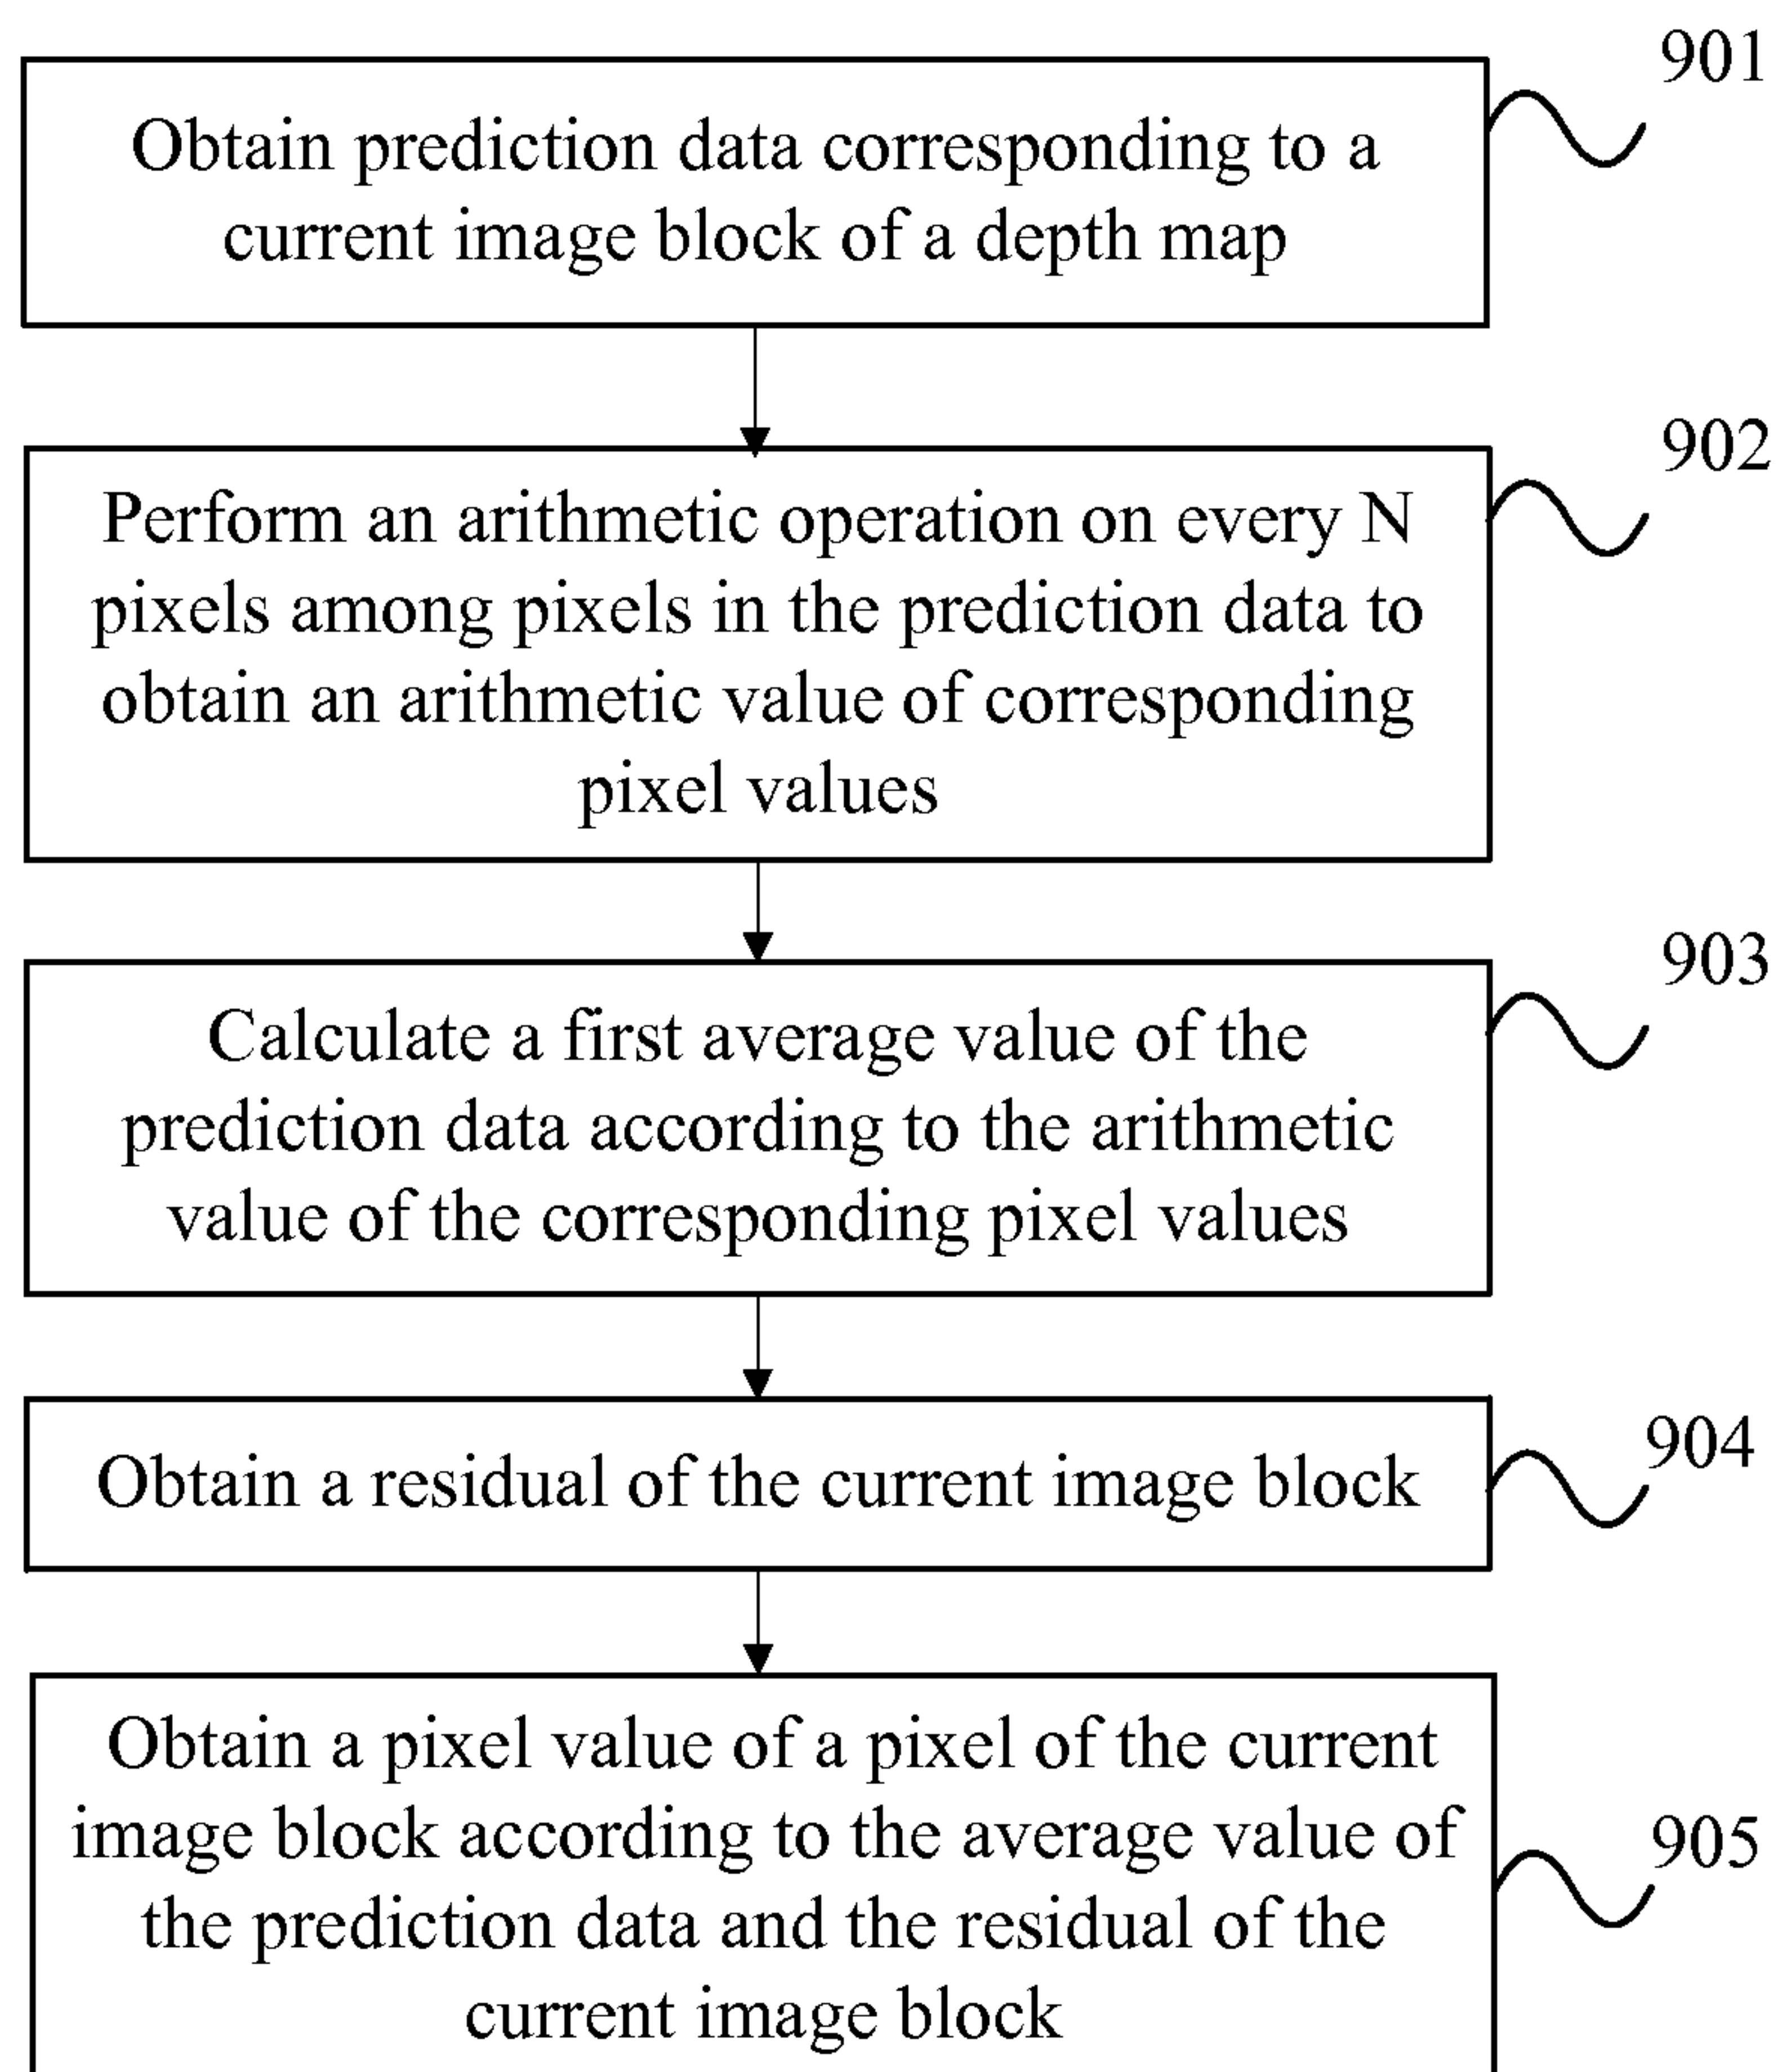 901
Obtain prediction data corresponding to a
current image block of a depth map
902
Perform an arithmetic operation on every N
pixels among pixels in the prediction data to
obtain an arithmetic value of corresponding
pixel values
903
Calculate a first average value of the
prediction data according to the arithmetic
value of the corresponding pixel values
904
Obtain a residual of the current image block
905
Obtain a pixel value of a pixel of the current
image block according to the average value of
the prediction data and the residual of the
current image block